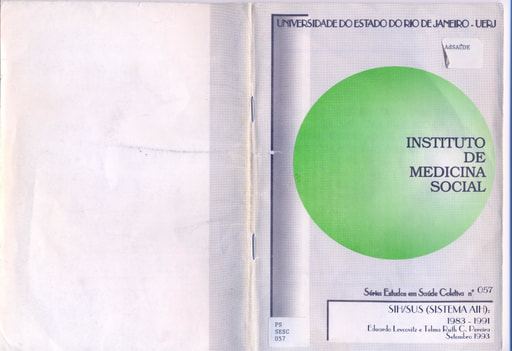 UNIVERSIDADE DO ESTADO DO RIO DE JANEIRO - UERJ
ABSAÚDE
INSTITUTO
DE
MEDICINA
SOCIAL
Série: Estudos em Saúde Coletiva nº 057
SIH/SUS (SISTEMA AIH):
1983 - 1991
Eduardo Levcovitz e Telma Ruth C. Pereira
Setembro 1993
PS
SESC
057